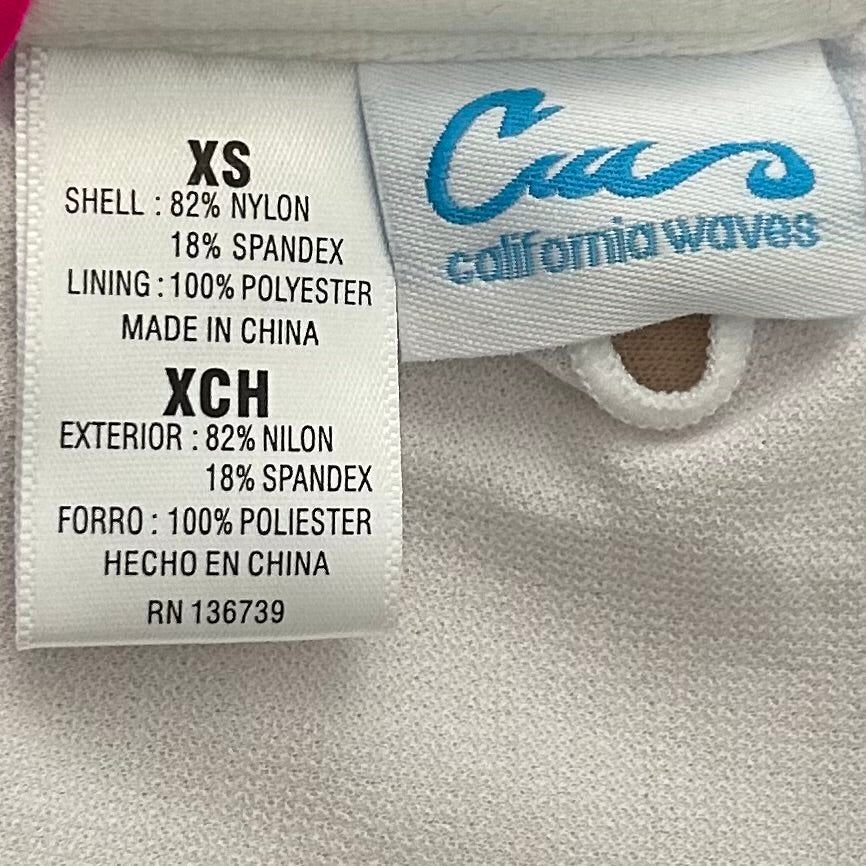 XS
SHELL : 82% NYLON
18% SPANDEX
LINING : 100% POLYESTER
MADE IN CHINA
XCH
EXTERIOR : 82% NILON
18% SPANDEX
FORRO : 100% POLIESTER
HECHO EN CHINA
RN 136739
california waves